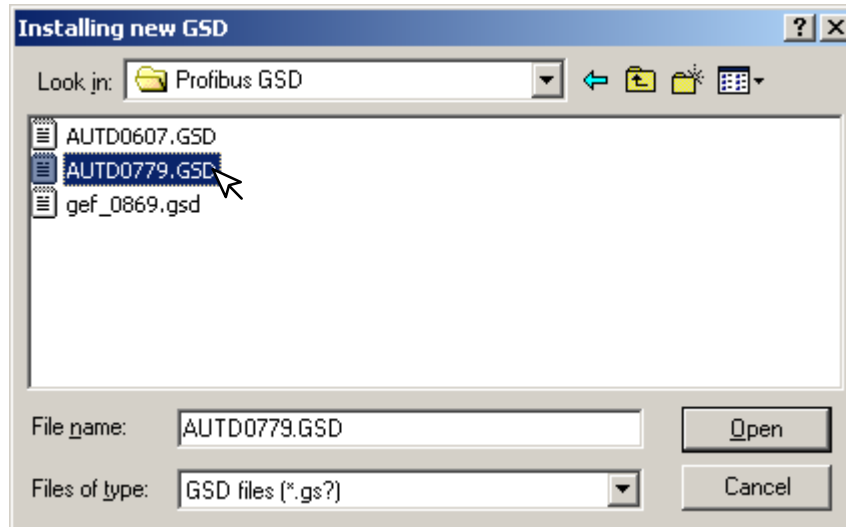 Installing new GSD
Look in: Profibus GSD
AUTD0607.GSD
AUTD0779.GSD
gef_0869.gsd
File name: AUTD0779.GSD Open
Files of type: GSD files (*.gs?) Cancel